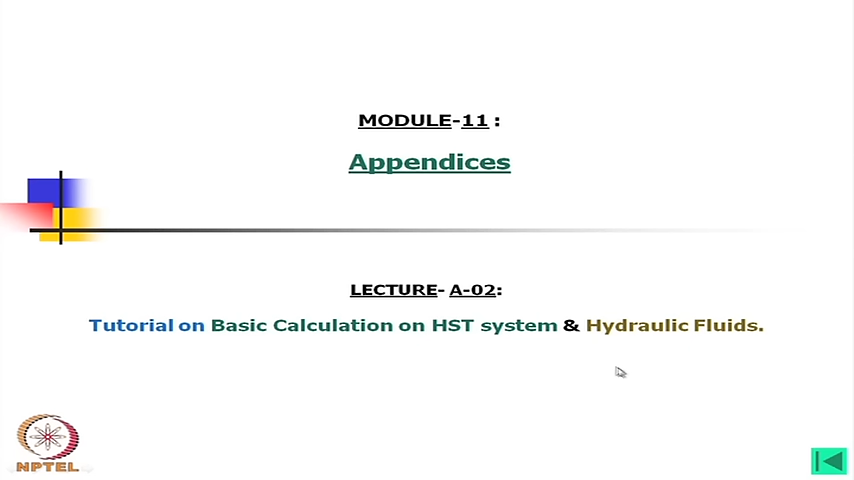 MODULE-11 :
Appendices
LECTURE- A-02:
Tutorial on Basic Calculation on HST system & Hydraulic Fluids.
NPTEL